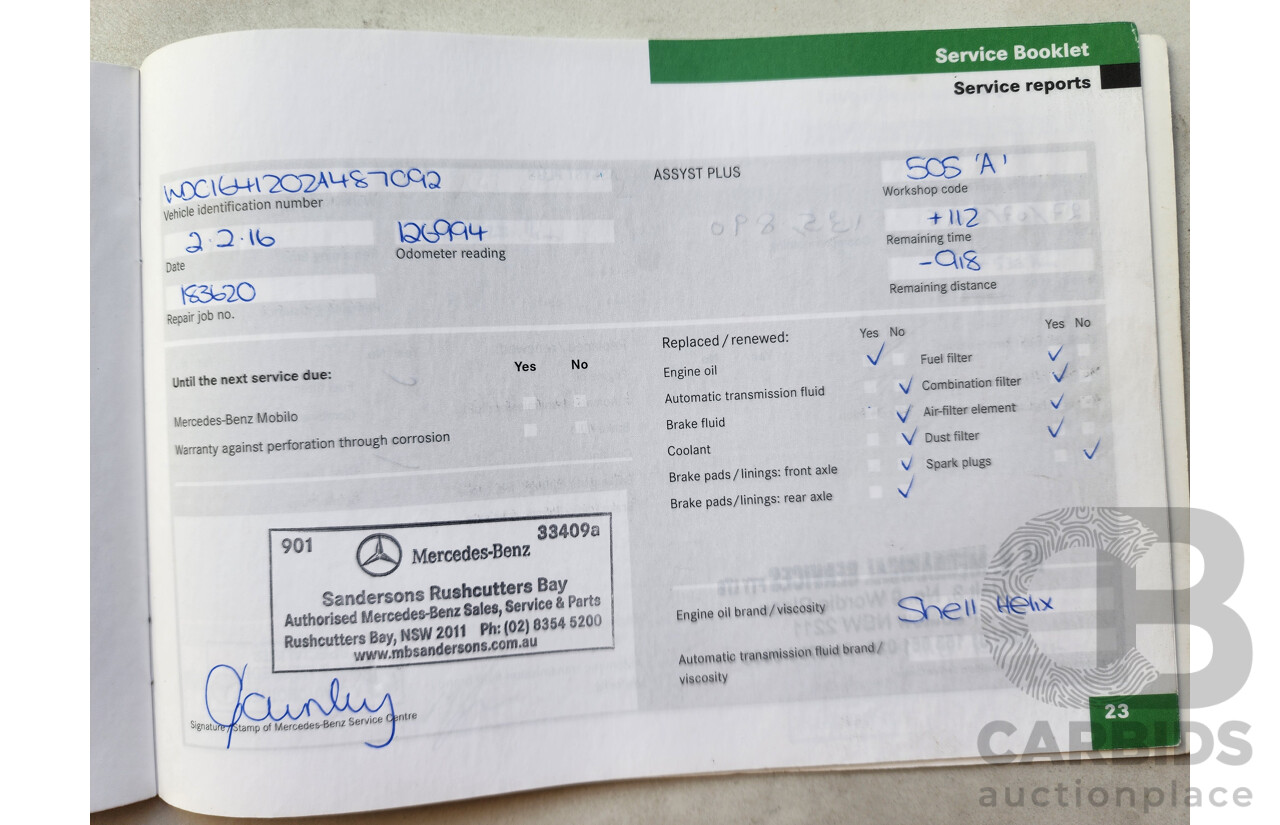 Service Booklet
Service reports
WDC1641202A487092
Vehicle identification number
2.2.16
Date
126994
Odometer reading
183620
Repair job no.
ASSYST PLUS
505 'A'
Workshop code
+112
Remaining time
-918
Remaining distance
Until the next service due:
Yes No
Mercedes-Benz Mobilo
Warranty against perforation through corrosion
Replaced / renewed:
Yes No
Engine oil
Automatic transmission fluid
Brake fluid
Coolant
Brake pads / linings: front axle
Brake pads/linings: rear axle
Yes No
Fuel filter
Combination filter
Air-filter element
Dust filter
Spark plugs
901 33409a
Mercedes-Benz
Sandersons Rushcutters Bay
Authorised Mercedes-Benz Sales, Service & Parts
Rushcutters Bay, NSW 2011 Ph: (02) 8354 5200
www.mbsandersons.com.au
Signature/Stamp of Mercedes-Benz Service Centre
Engine oil brand / viscosity
Shell Helix
Automatic transmission fluid brand /
viscosity
23
CARBIDS
auctionplace